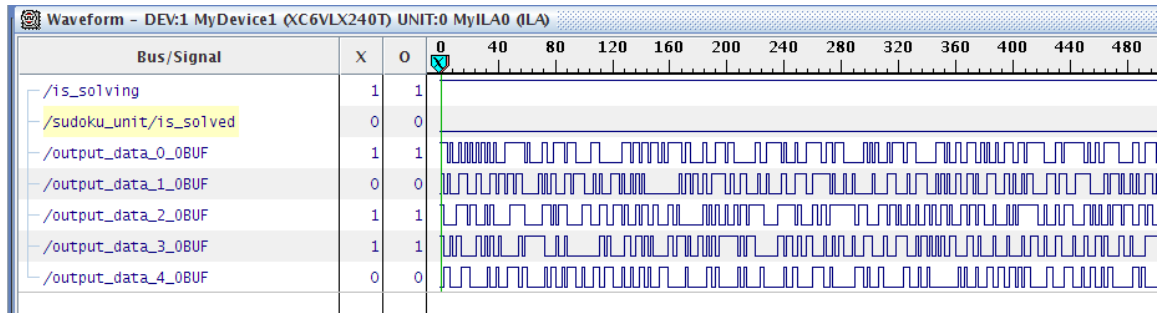 Waveform - DEV:1 MyDevice1 (XC6VLX240T) UNIT:0 MyILA0 (ILA)
Bus/Signal X O 0 40 80 120 160 200 240 280 320 360 400 440 480
X
/is_solving 1 1
/sudoku_unit/is_solved 0 0
/output_data_0_OBUF 1 1
/output_data_1_OBUF 0 0
/output_data_2_OBUF 1 1
/output_data_3_OBUF 1 1
/output_data_4_OBUF 0 0